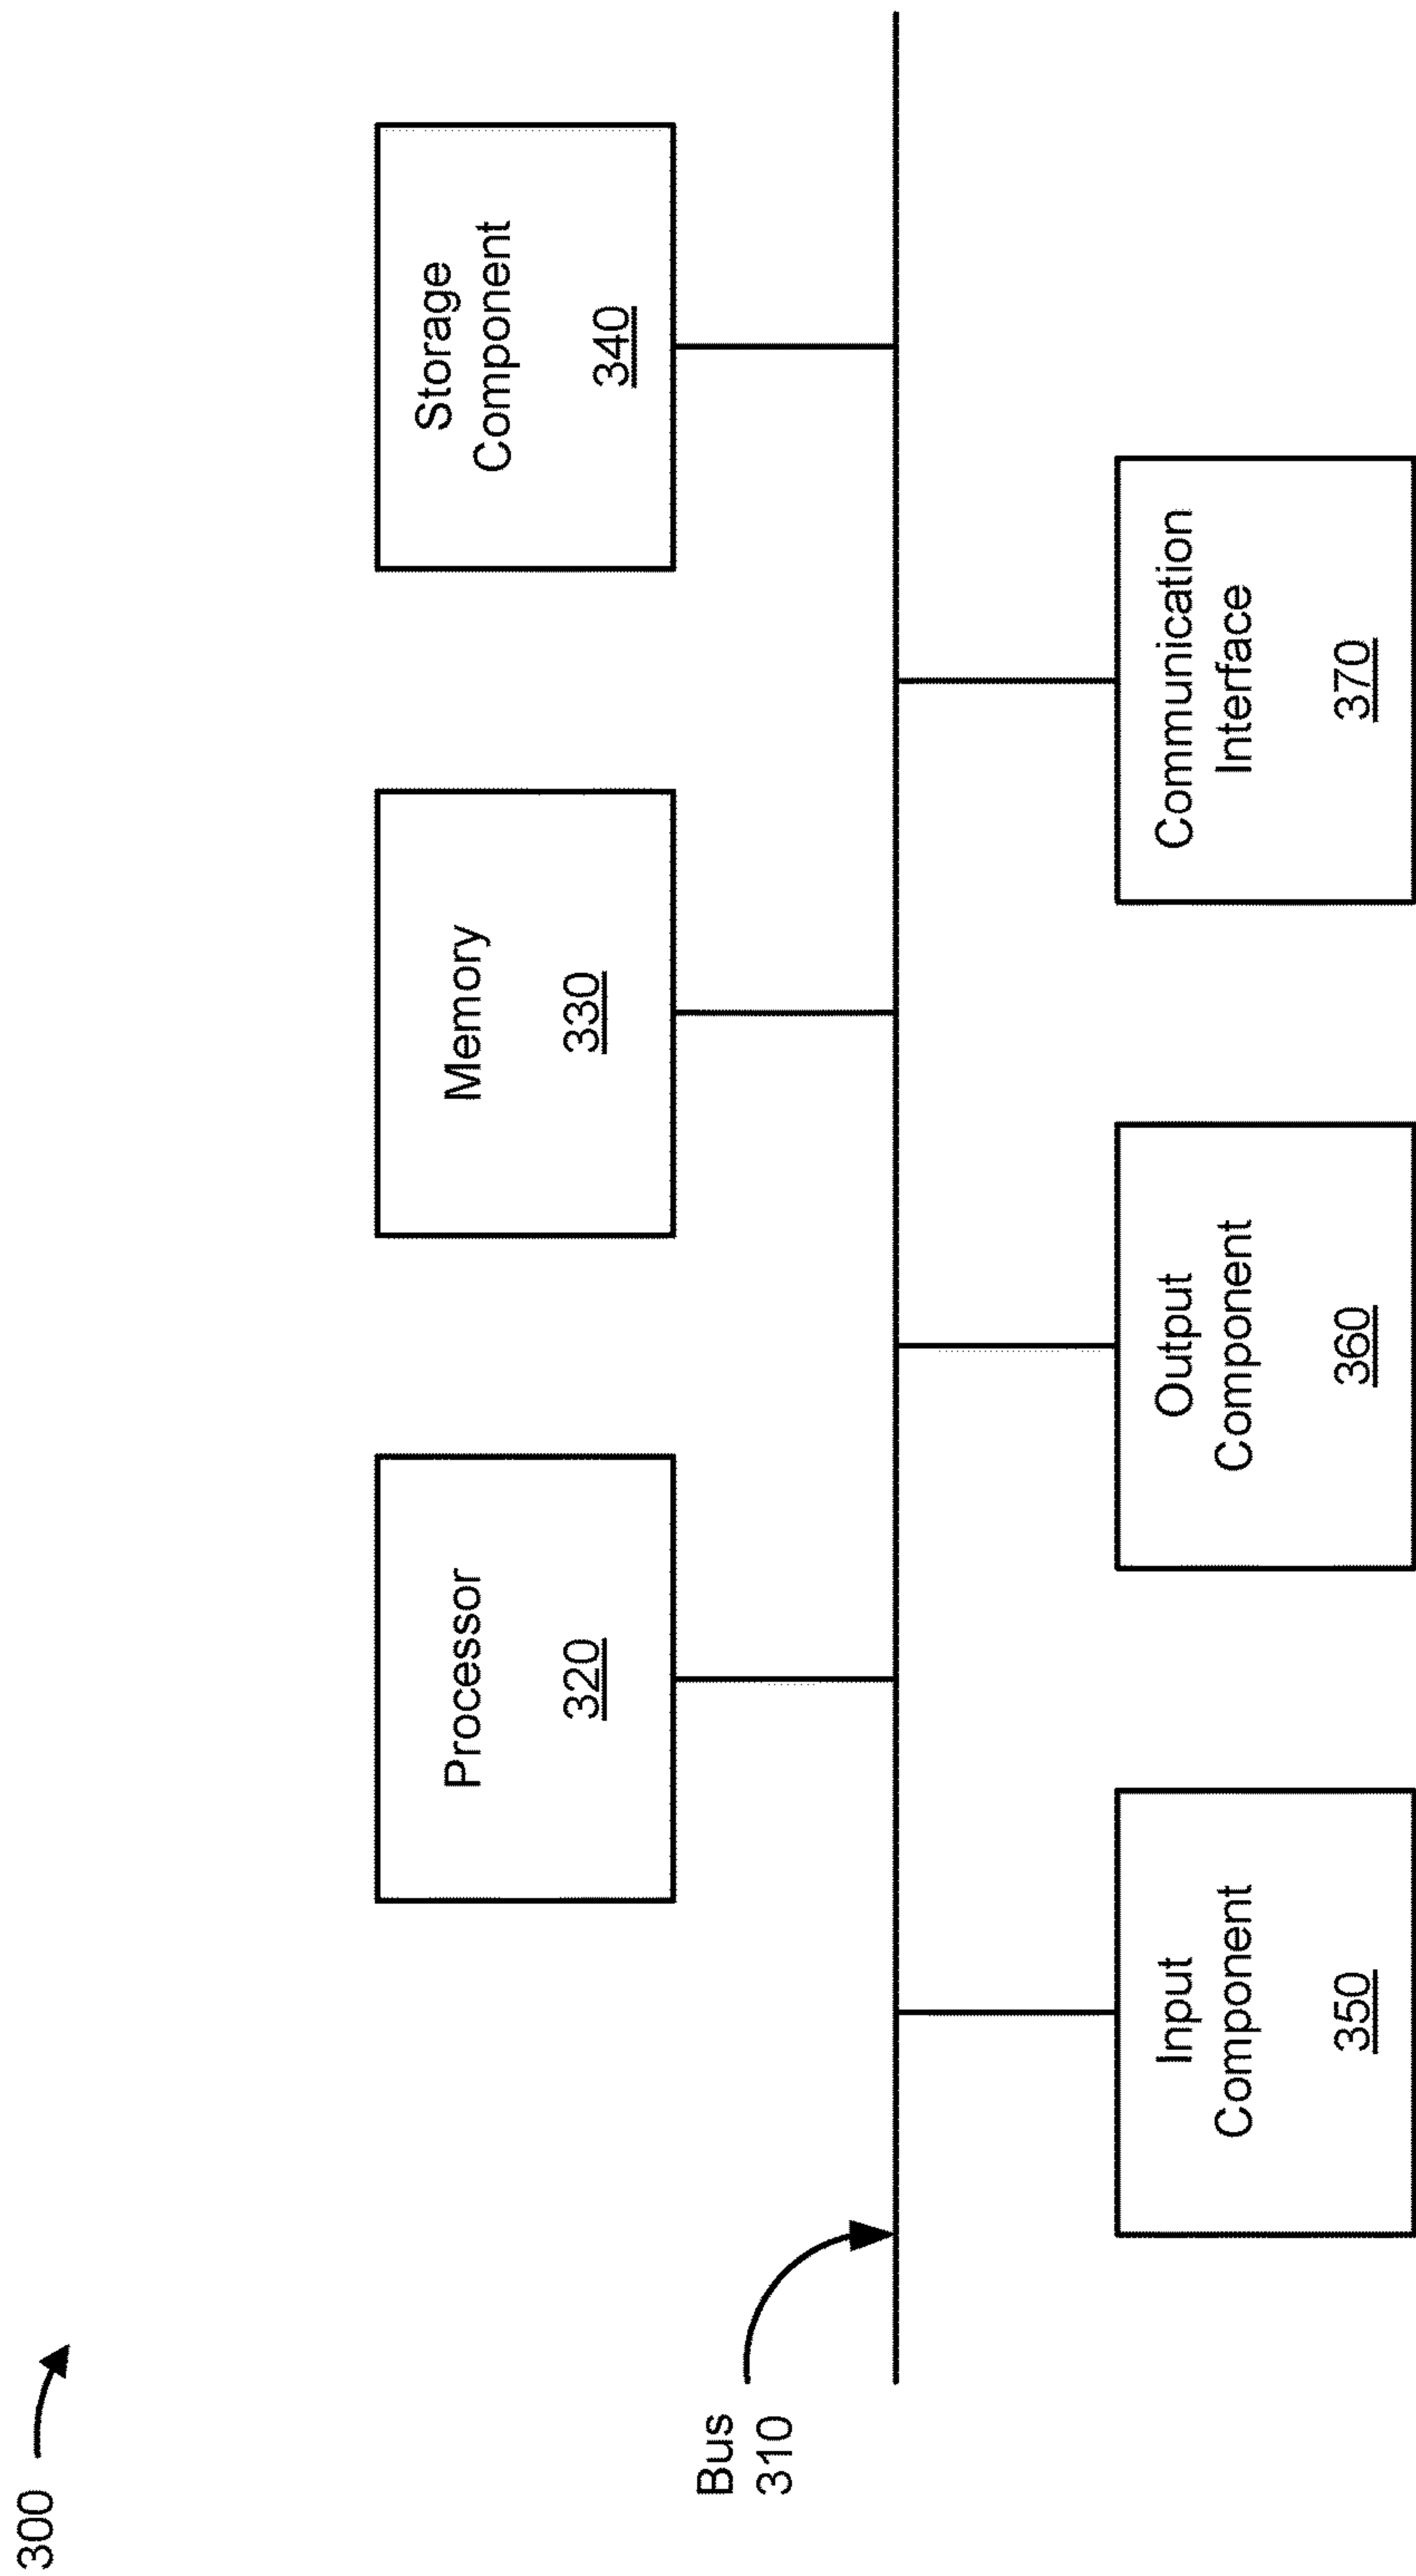 300
Processor
320
Memory
330
Storage
Component
340
Bus
310
Input
Component
350
Output
Component
360
Communication
Interface
370